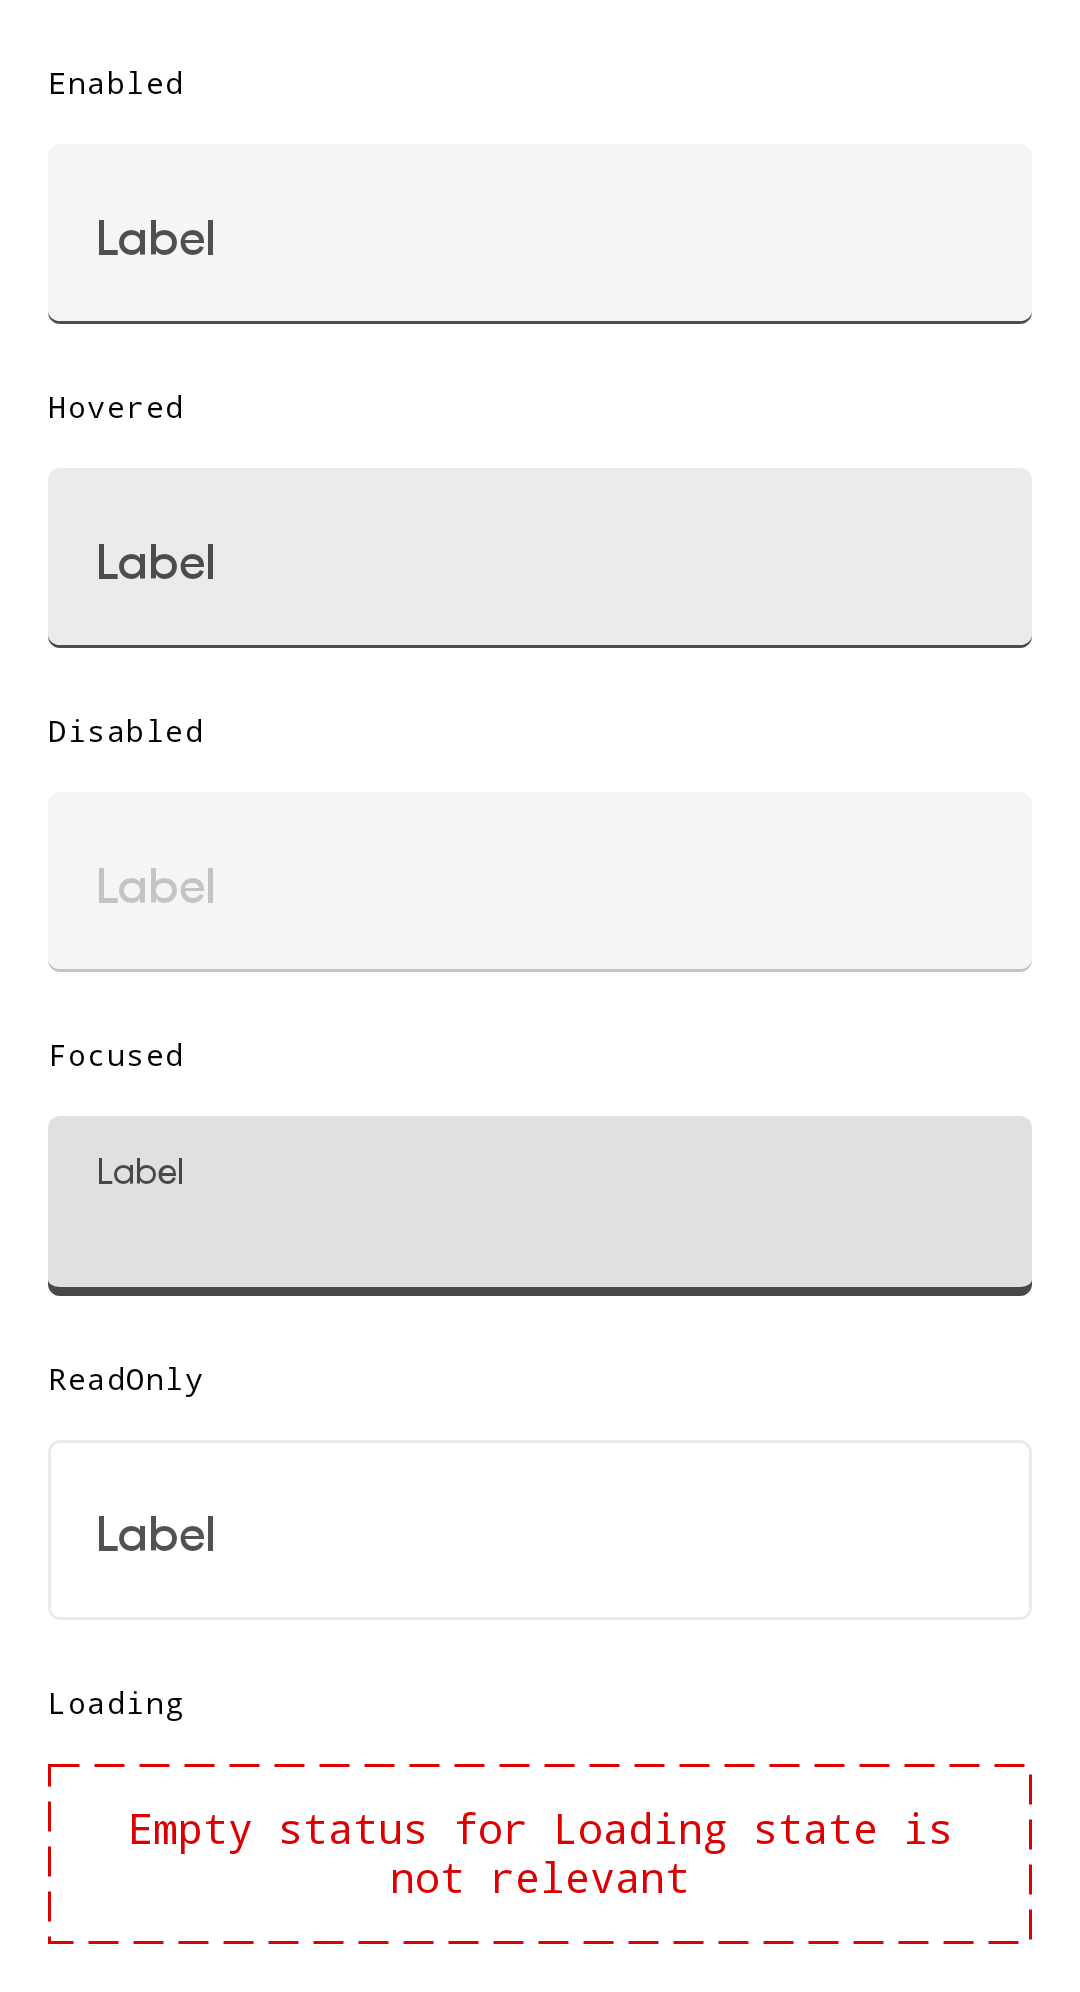 Enabled
Label
Hovered
Label
Disabled
Label
Focused
Label
ReadOnly
Label
Loading
Empty status for Loading state is
not relevant